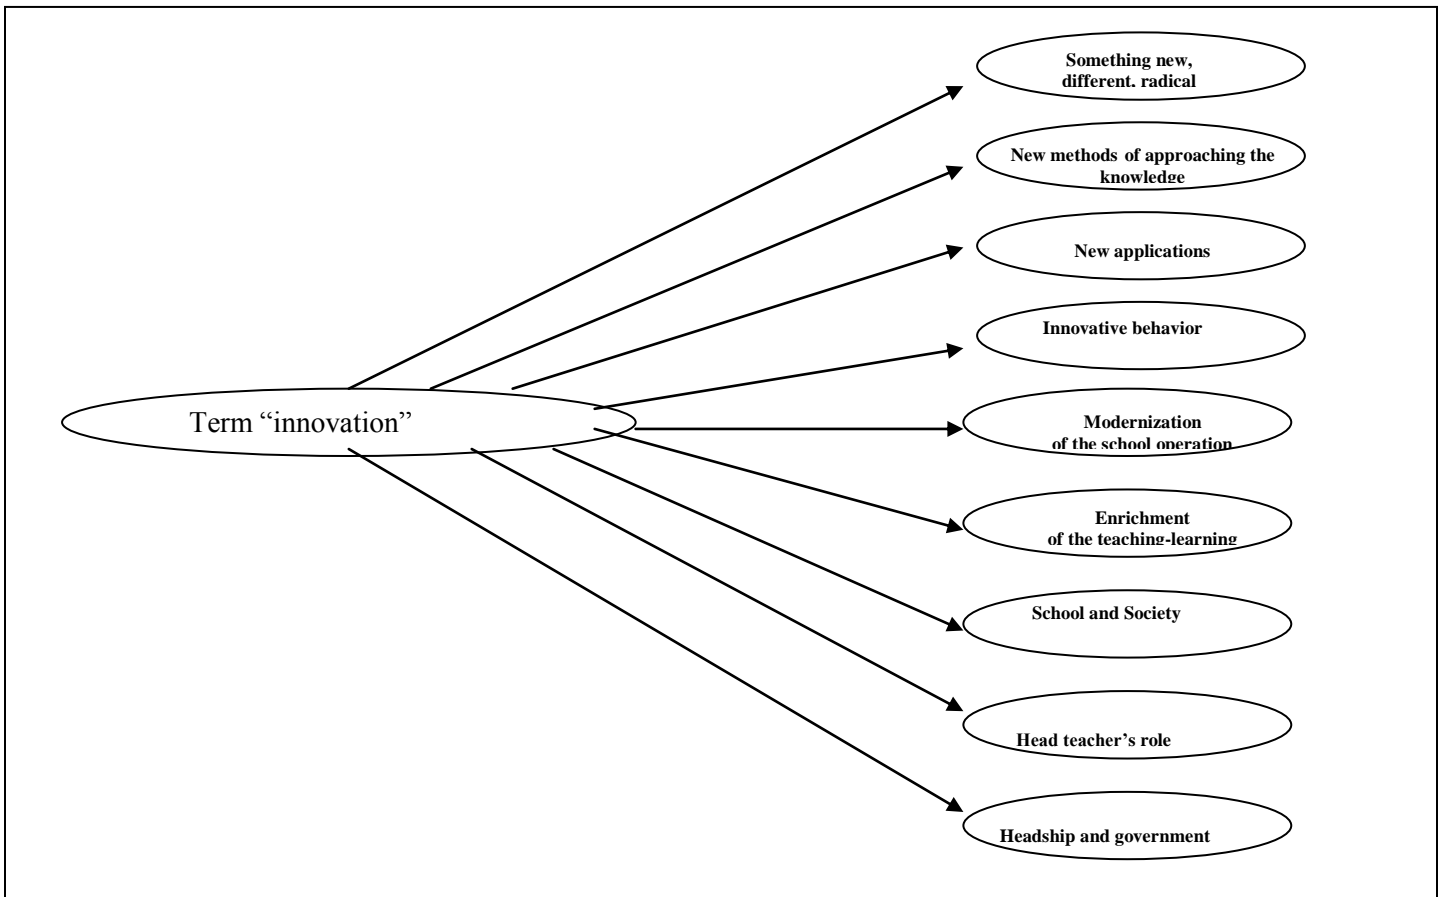 Something new,
different, radical
New methods of approaching the
knowledge
New applications
Innovative behavior
Term “innovation”
Modernization
of the school operation
Enrichment
of the teaching-learning
School and Society
Head teacher’s role
Headship and government